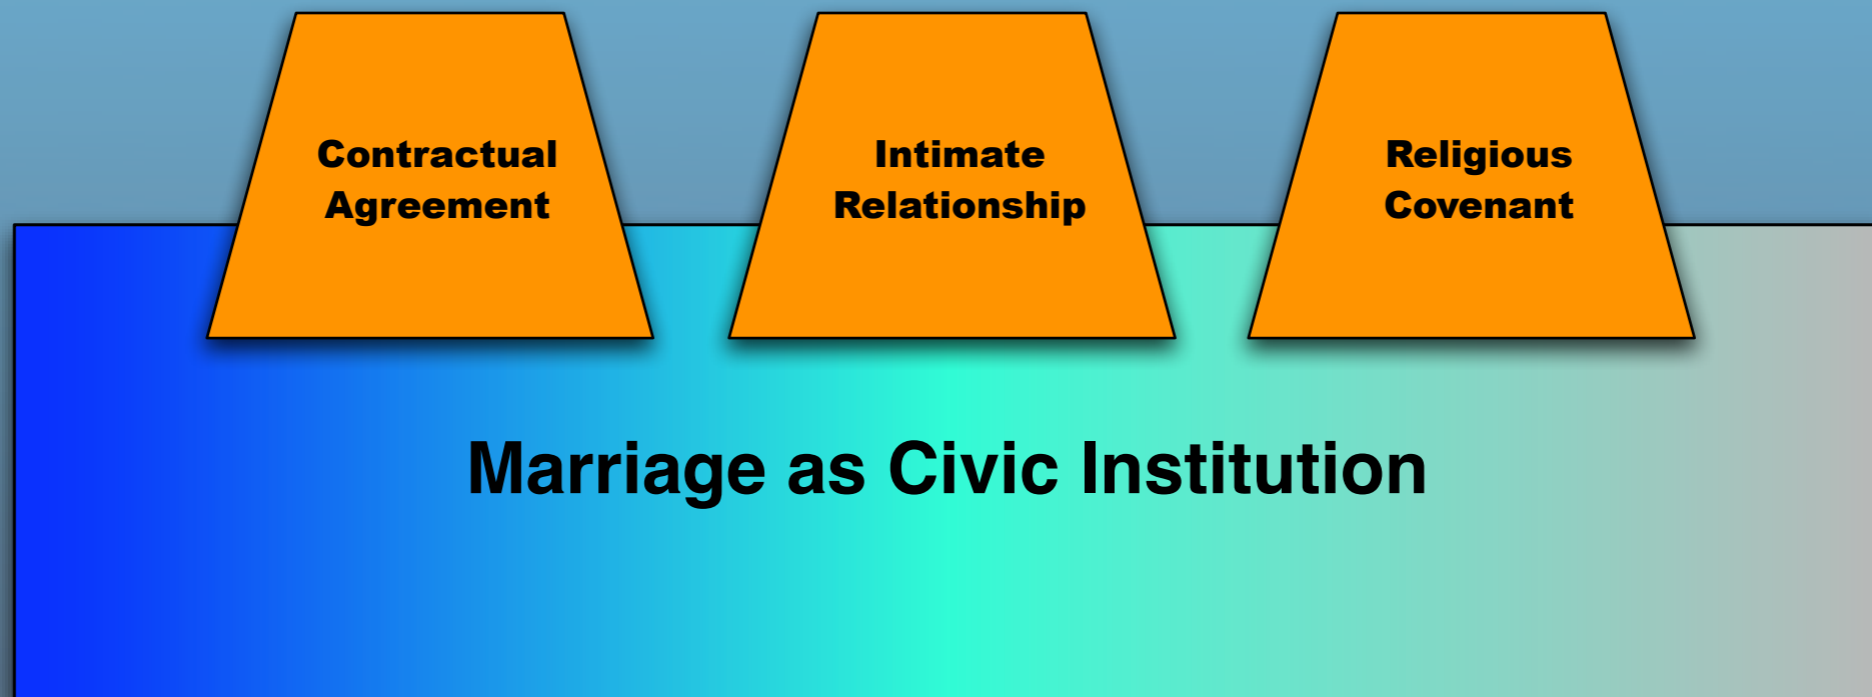 Contractual
Agreement
Intimate
Relationship
Religious
Covenant
Marriage as Civic Institution